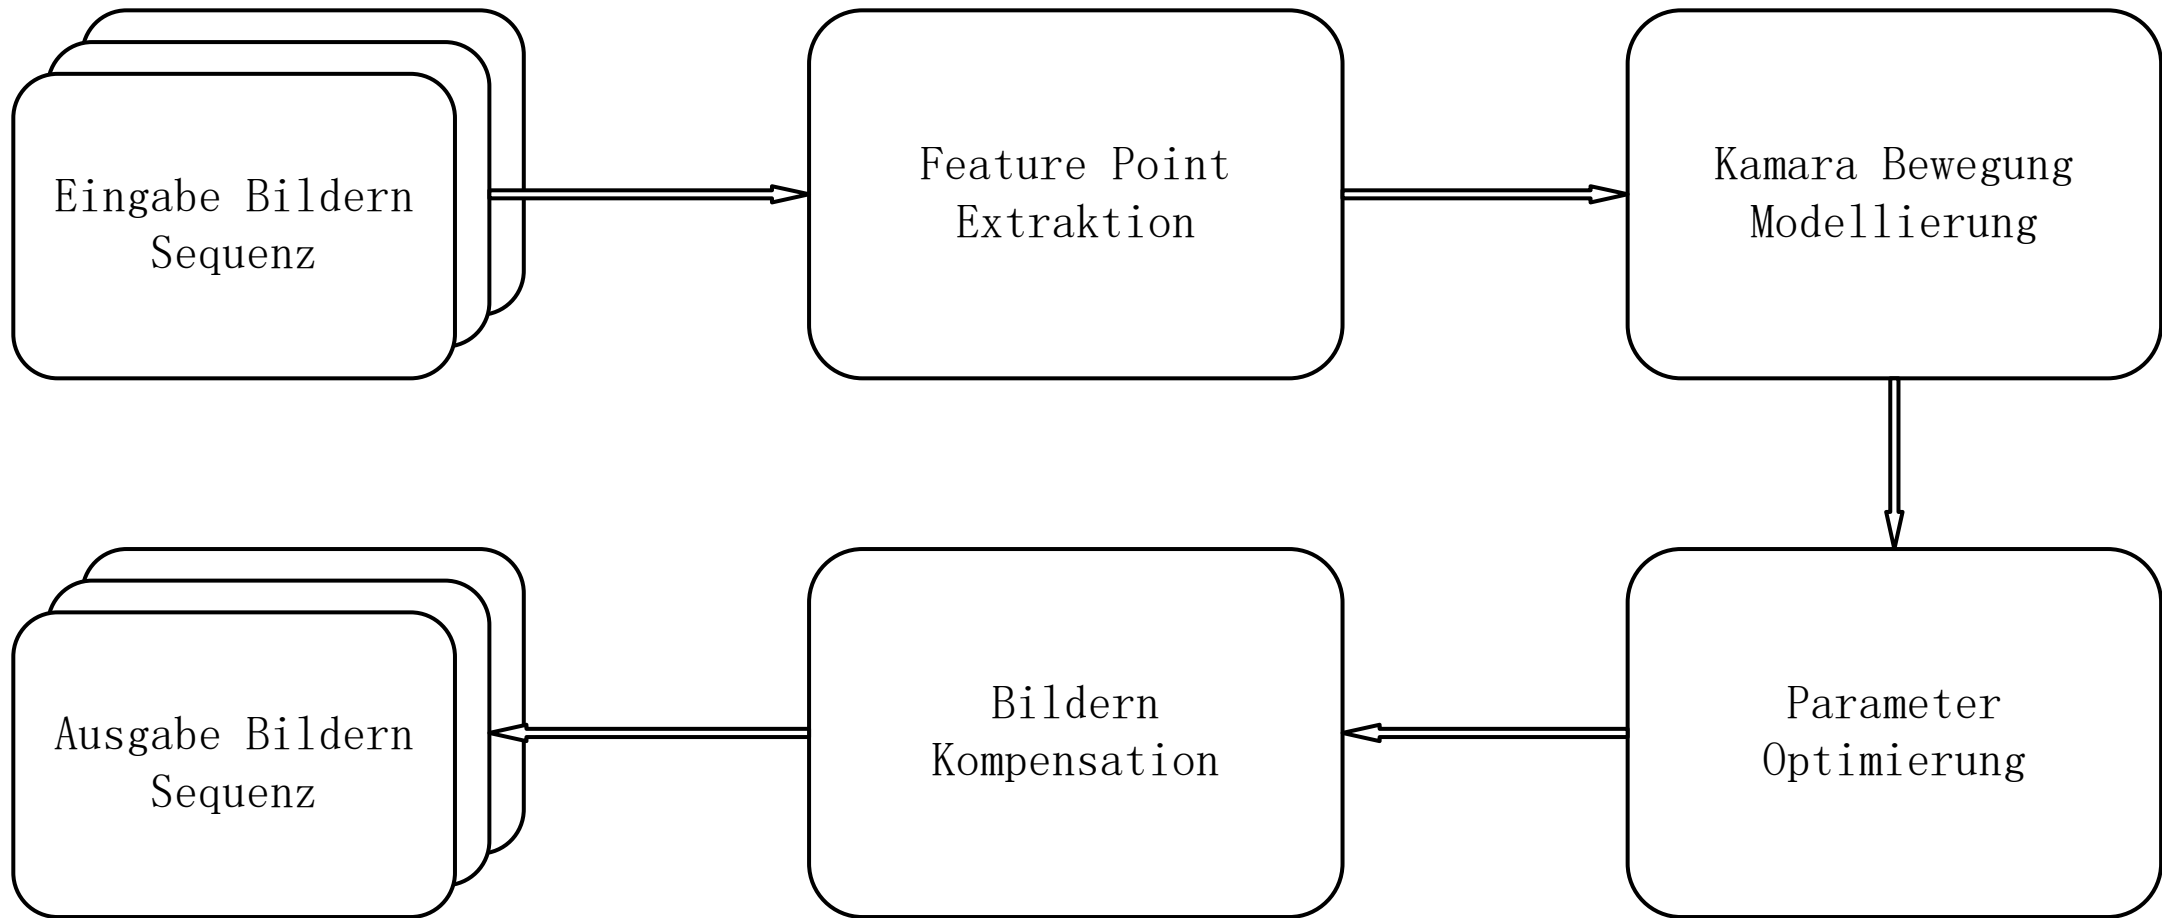 Eingabe Bildern
Sequenz
Feature Point
Extraktion
Kamara Bewegung
Modellierung
Parameter
Optimierung
Bildern
Kompensation
Ausgabe Bildern
Sequenz